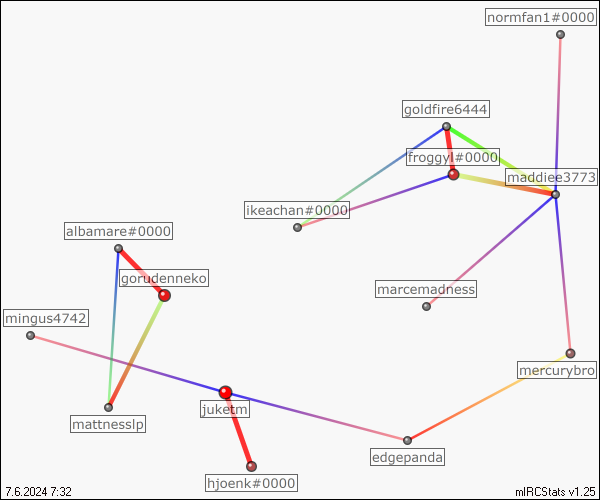 normfan1#0000
goldfire6444
froggyl#0000
maddiee3773
ikeachan#0000
albamare#0000
gorudenneko
marcemadness
mingus4742
mercurybro
juketm
mattnesslp
edgepanda
hjoenk#0000
7.6.2024 7:32
mIRCStats v1.25